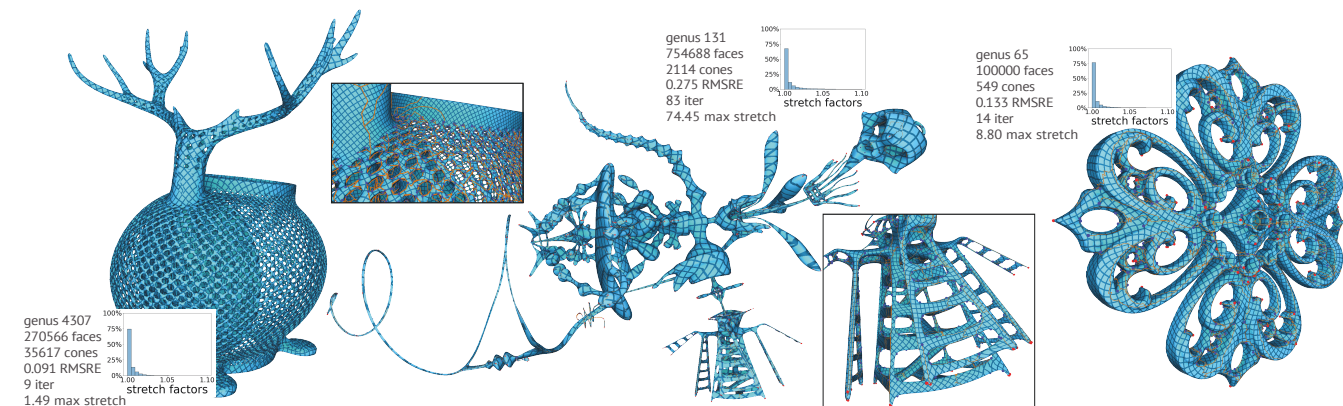 genus 4307
270566 faces
35617 cones
0.091 RMSRE
9 iter
1.49 max stretch
100%
75%
50%
25%
0%
1.00 1.05 1.10
stretch factors
genus 131
754688 faces
2114 cones
0.275 RMSRE
83 iter
74.45 max stretch
100%
75%
50%
25%
0%
1.00 1.05 1.10
stretch factors
genus 65
100000 faces
549 cones
0.133 RMSRE
14 iter
8.80 max stretch
100%
75%
50%
25%
0%
1.00 1.05 1.10
stretch factors